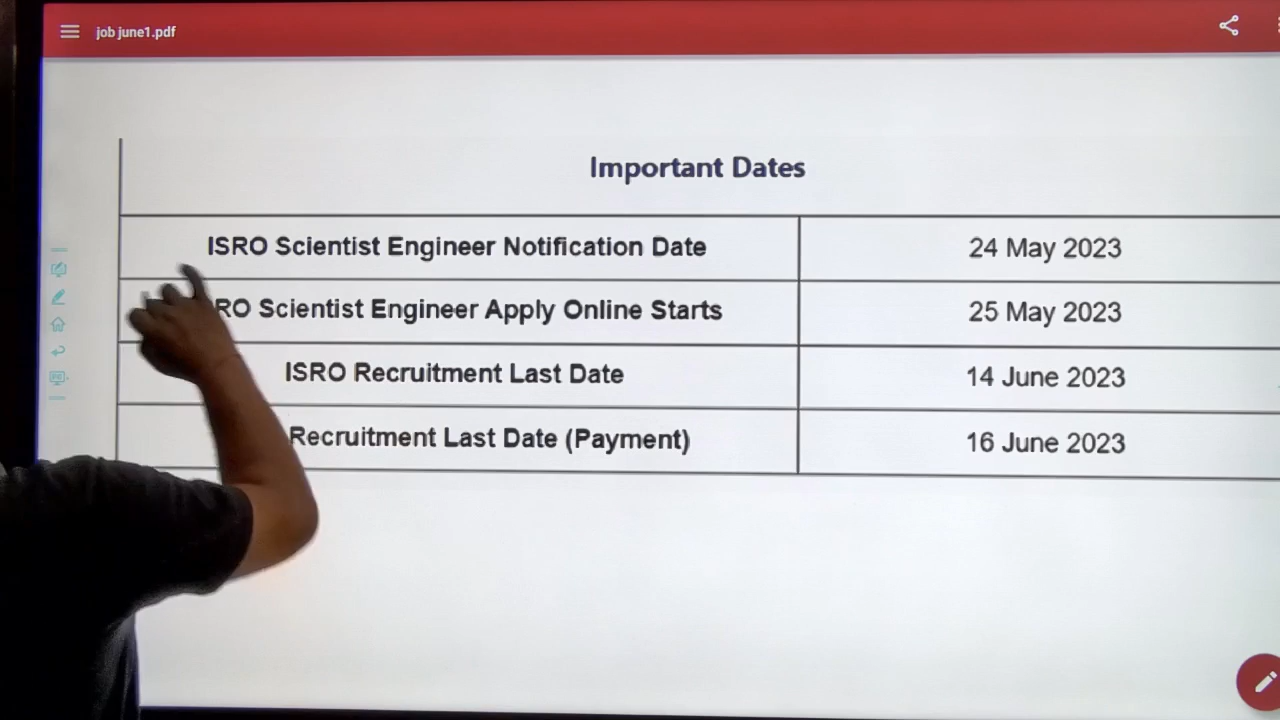 job june1.pdf
Important Dates
ISRO Scientist Engineer Notification Date 24 May 2023
RO Scientist Engineer Apply Online Starts 25 May 2023
ISRO Recruitment Last Date 14 June 2023
Recruitment Last Date (Payment) 16 June 2023